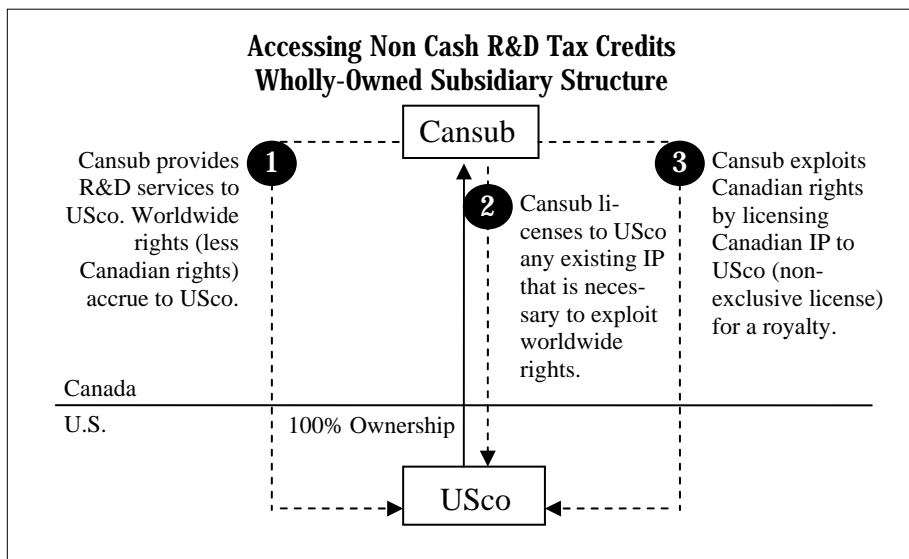 Accessing Non Cash R&D Tax Credits
Wholly-Owned Subsidiary Structure
Cansub
1
Cansub provides
R&D services to
USco. Worldwide
rights (less
Canadian rights)
accrue to USco.
2
Cansub li-
censes to USco
any existing IP
that is neces-
sary to exploit
worldwide
rights.
3
Cansub exploits
Canadian rights
by licensing
Canadian IP to
USco (non-
exclusive license)
for a royalty.
Canada
U.S.
100% Ownership
USco